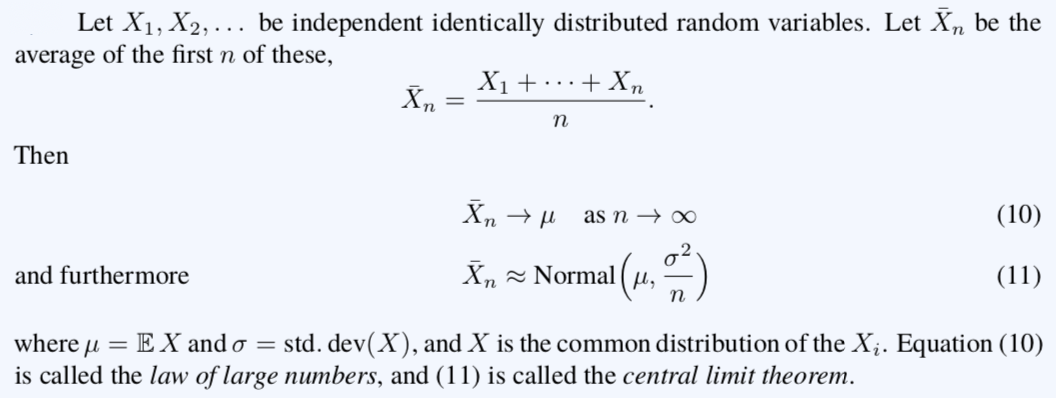 Let X₁, X₂, … be independent identically distributed random variables. Let X̄ₙ be the
average of the first n of these,
X̄ₙ = (X₁ + ··· + Xₙ)/n.
Then
X̄ₙ → μ as n → ∞ (10)
and furthermore X̄ₙ ≈ Normal(μ, σ²/n) (11)
where μ = 𝔼 X and σ = std. dev(X), and X is the common distribution of the Xᵢ. Equation (10)
is called the law of large numbers, and (11) is called the central limit theorem.